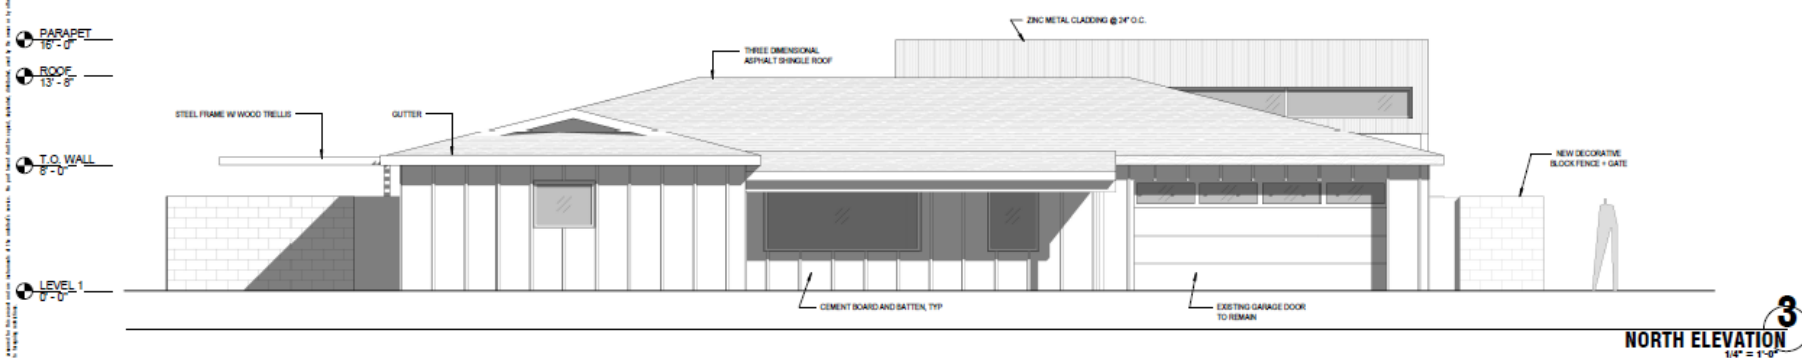 ZINC METAL CLADDING @ 24" O.C.
PARAPET
16' - 0"
THREE DIMENSIONAL
ASPHALT SHINGLE ROOF
ROOF
13' - 8"
STEEL FRAME W/ WOOD TRELLIS
GUTTER
T.O. WALL
8' - 0"
NEW DECORATIVE
BLOCK FENCE + GATE
LEVEL 1
0' - 0"
CEMENT BOARD AND BATTEN, TYP
EXISTING GARAGE DOOR
TO REMAIN
3
NORTH ELEVATION
1/4" = 1'-0"